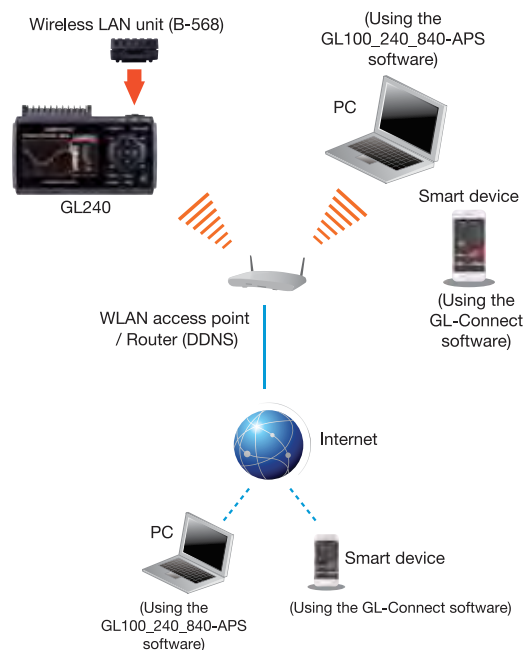 Wireless LAN unit (B-568)
(Using the
GL100_240_840-APS
software)
PC
GL240
Smart device
(Using the
GL-Connect
software)
WLAN access point
/ Router (DDNS)
Internet
PC
Smart device
(Using the
GL100_240_840-APS
software)
(Using the GL-Connect software)